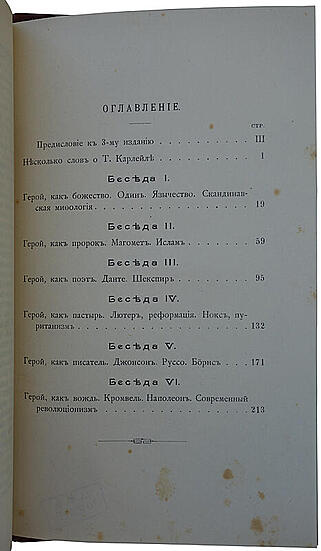 ОГЛАВЛЕНІЕ.
СТР.
Предисловіе къ 3-му изданію . . . . . . . . . . III
Нѣсколько словъ о Т. Карлейлѣ . . . . . . . . . 1
Бесѣда I.
Герой, какъ божество. Одинъ. Язычество. Скандинав-
ская миѳологія . . . . . . . . . . . . . . . 19
Бесѣда II.
Герой, какъ пророкъ. Магометъ. Исламъ . . . . . . 59
Бесѣда III.
Герой, какъ поэтъ. Данте. Шекспиръ . . . . . . . 95
Бесѣда IV.
Герой, какъ пастырь. Лютеръ, реформація. Ноксъ, пу-
ританизмъ . . . . . . . . . . . . . . . . . 132
Бесѣда V.
Герой, какъ писатель. Джонсонъ. Руссо. Бёрнсъ . . . 171
Бесѣда VI.
Герой, какъ вождь. Кромвель. Наполеонъ. Современный
революціонизмъ . . . . . . . . . . . . . . . 213